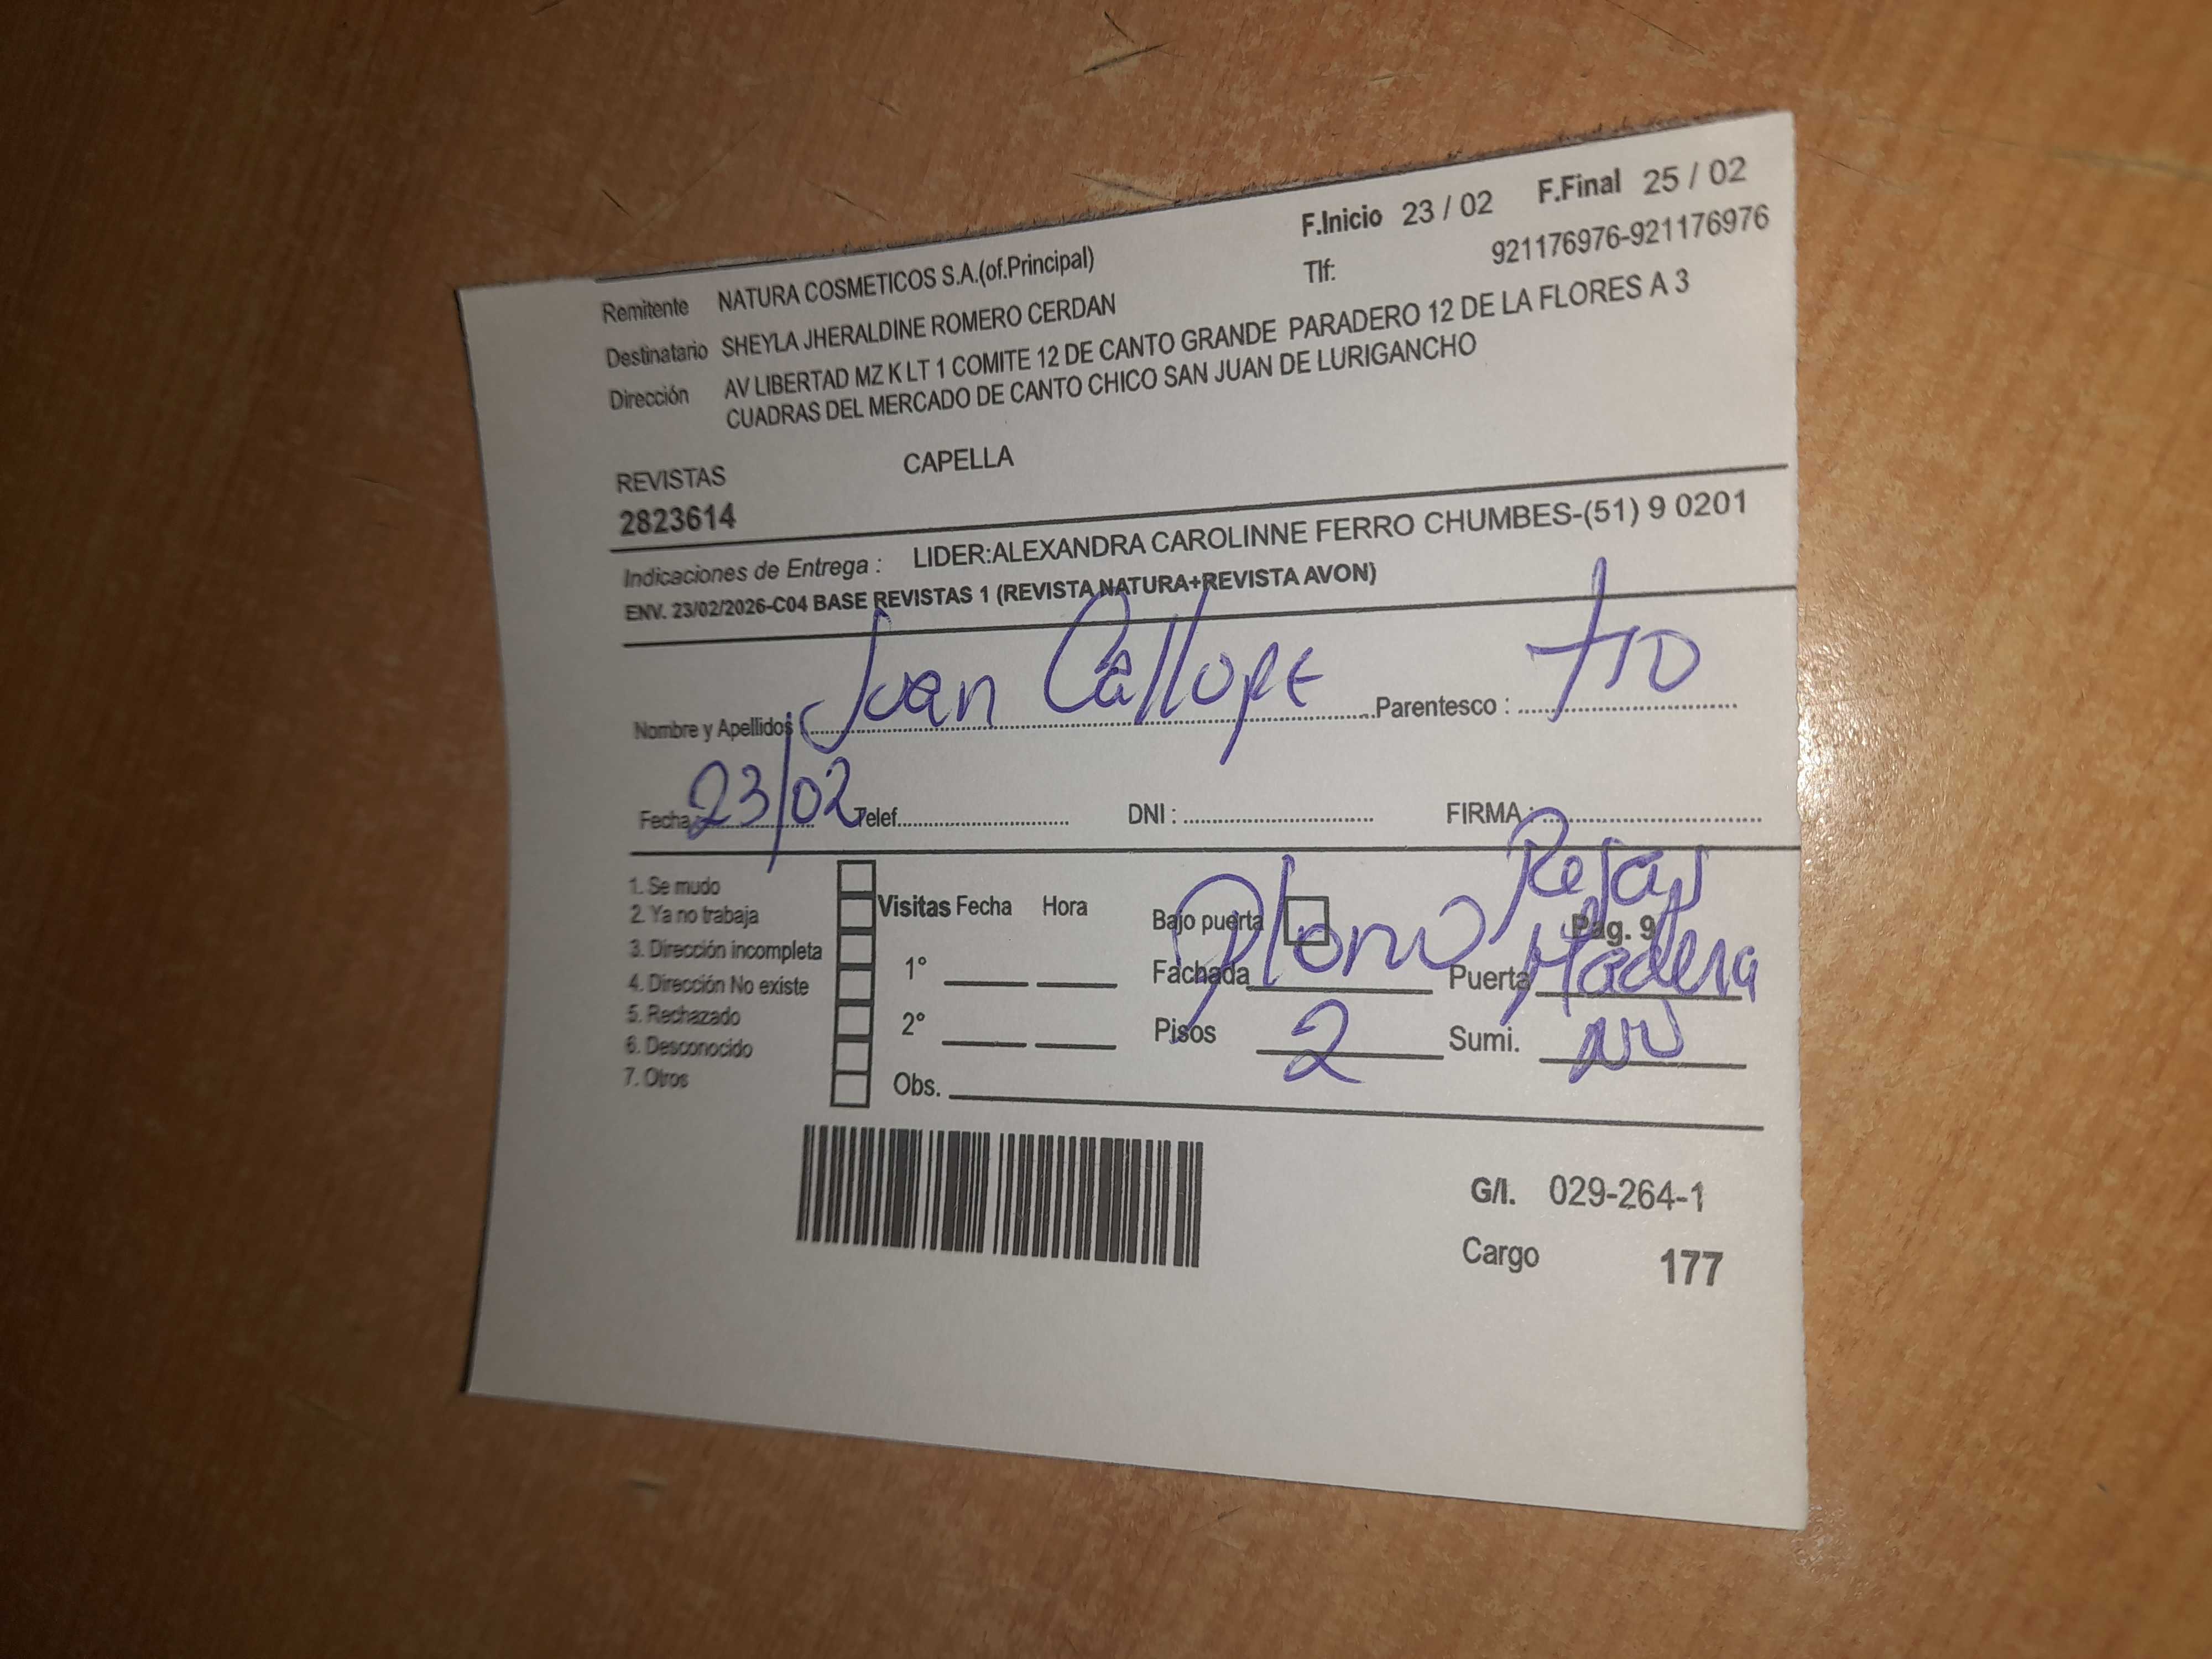 F.Inicio 23 / 02 F.Final 25 / 02
Remitente NATURA COSMETICOS S.A.(of.Principal) Tlf: 921176976-921176976
Destinatario SHEYLA JHERALDINE ROMERO CERDAN
Dirección AV LIBERTAD MZ K LT 1 COMITE 12 DE CANTO GRANDE PARADERO 12 DE LA FLORES A 3
CUADRAS DEL MERCADO DE CANTO CHICO SAN JUAN DE LURIGANCHO
REVISTAS CAPELLA
2823614
Indicaciones de Entrega : LIDER:ALEXANDRA CAROLINNE FERRO CHUMBES-(51) 9 0201
ENV. 23/02/2026-C04 BASE REVISTAS 1 (REVISTA NATURA+REVISTA AVON)
Nombre y Apellidos Juan Callope Parentesco : tio
Fecha 23/02 Telef. DNI : FIRMA :
Rejas
1. Se mudo
2. Ya no trabaja Visitas Fecha Hora Bajo puerta Pag. 9
3. Dirección incompleta 1° Fachada Plomo Puerta Madera
4. Dirección No existe
5. Rechazado 2° Pisos 2 Sumi. NV
6. Desconocido
7. Otros Obs.
G/I. 029-264-1
Cargo 177